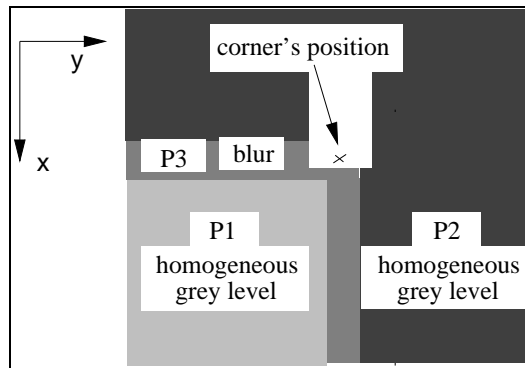 corner's position
y
x
P3
blur
P1
homogeneous
grey level
P2
homogeneous
grey level